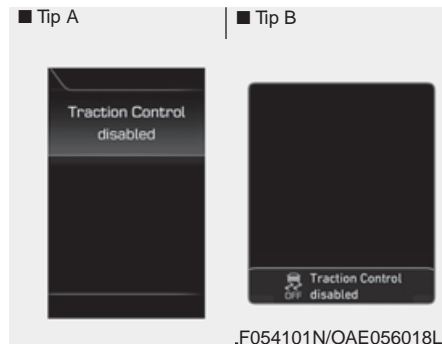 ■ Tip A
■ Tip B
Traction Control
disabled
Traction Control
OFF disabled
.F054101N/OAE056018L